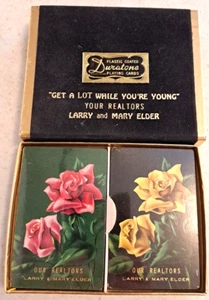 PLASTIC COATED
Duratone
PLAYING CARDS
"GET A LOT WHILE YOU'RE YOUNG"
YOUR REALTORS
LARRY AND MARY ELDER
OUR REALTORS
LARRY & MARY ELDER
OUR REALTORS
LARRY & MARY ELDER